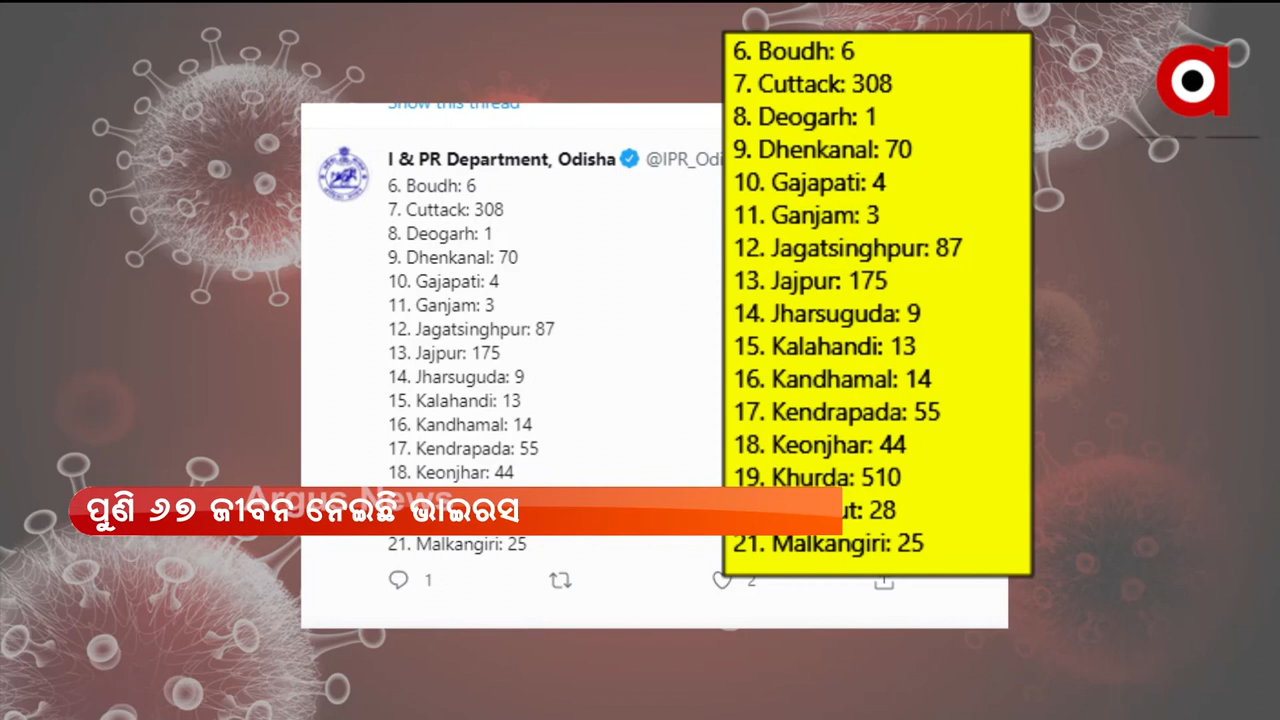 Show this thread
I & PR Department, Odisha @IPR_Odi
6. Boudh: 6
7. Cuttack: 308
8. Deogarh: 1
9. Dhenkanal: 70
10. Gajapati: 4
11. Ganjam: 3
12. Jagatsinghpur: 87
13. Jajpur: 175
14. Jharsuguda: 9
15. Kalahandi: 13
16. Kandhamal: 14
17. Kendrapada: 55
18. Keonjhar: 44
21. Malkangiri: 25
1
2
6. Boudh: 6
7. Cuttack: 308
8. Deogarh: 1
9. Dhenkanal: 70
10. Gajapati: 4
11. Ganjam: 3
12. Jagatsinghpur: 87
13. Jajpur: 175
14. Jharsuguda: 9
15. Kalahandi: 13
16. Kandhamal: 14
17. Kendrapada: 55
18. Keonjhar: 44
19. Khurda: 510
ut: 28
21. Malkangiri: 25
Argus News
ପୁଣି ୬୭ ଜୀବନ ନେଇଛି ଭାଇରସ
a